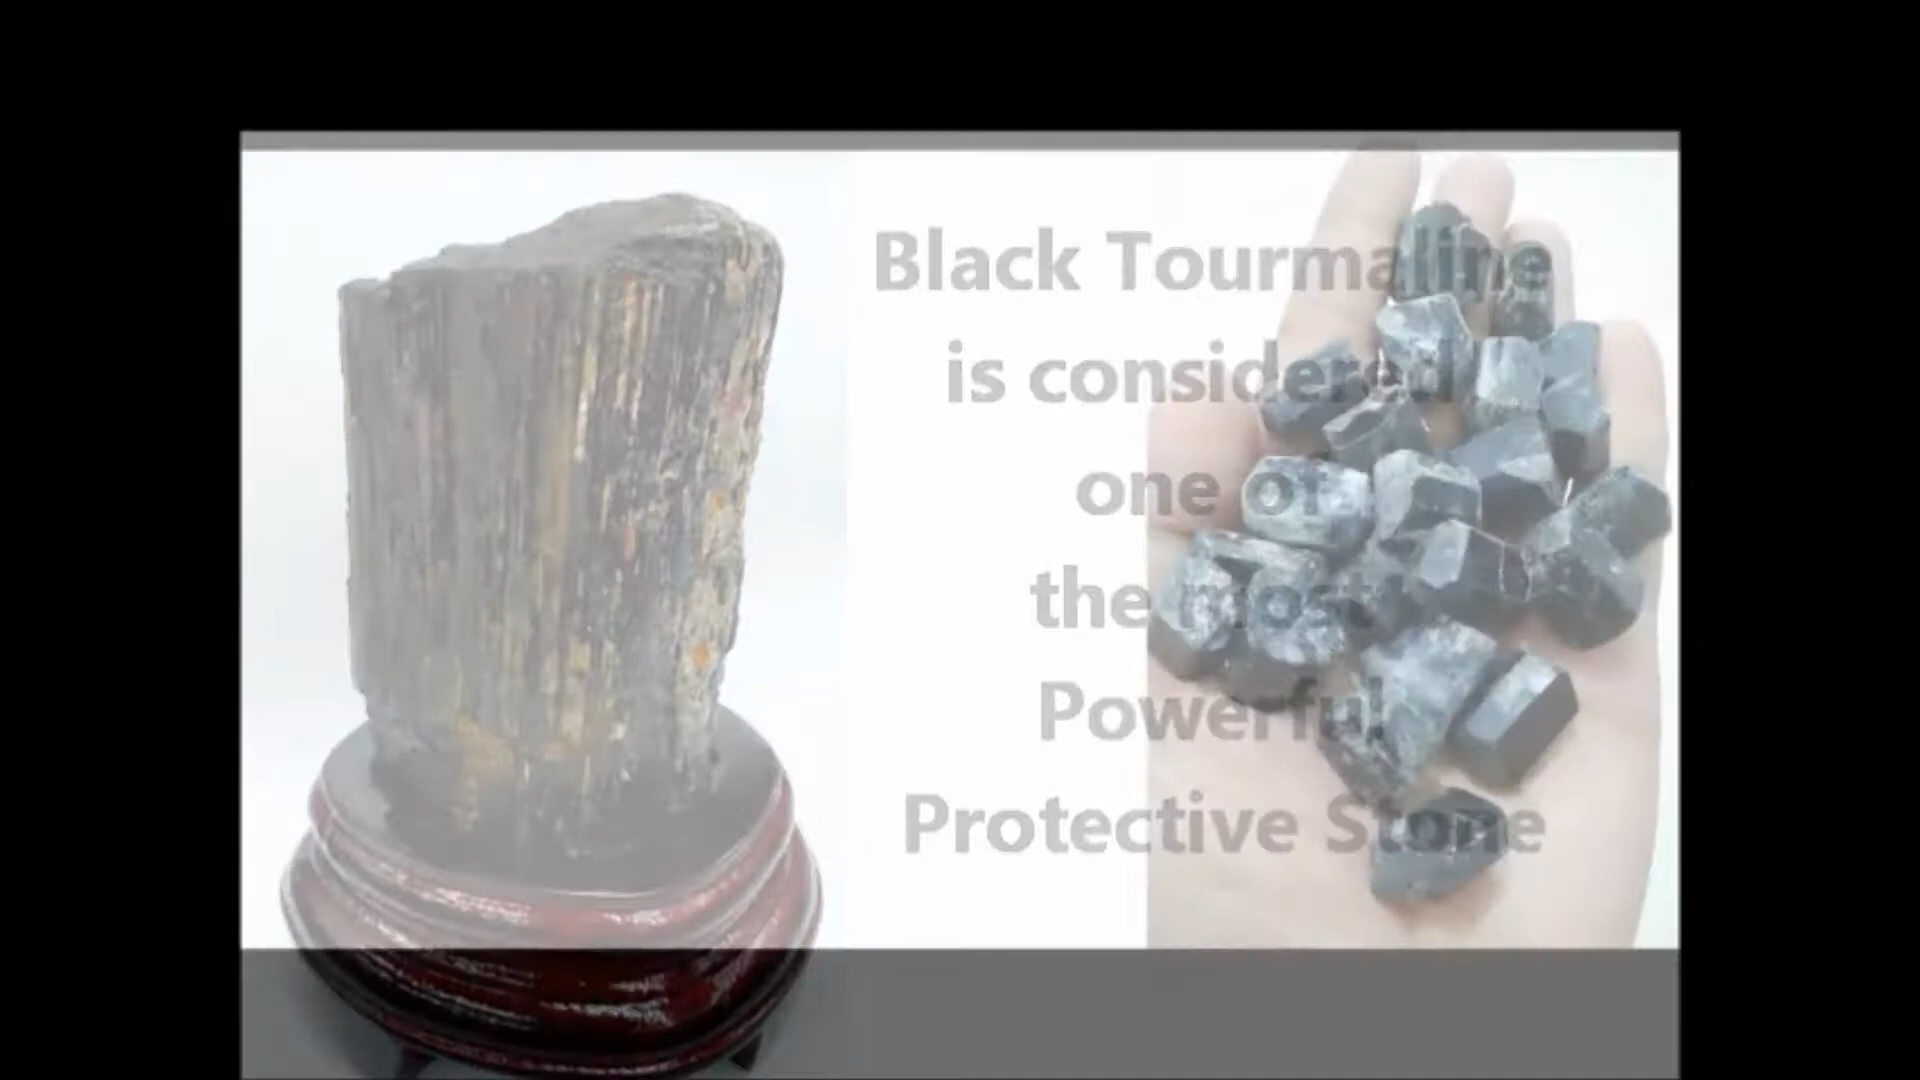 Black Tourmaline
is considered
one of
the most
Powerful
Protective Stone